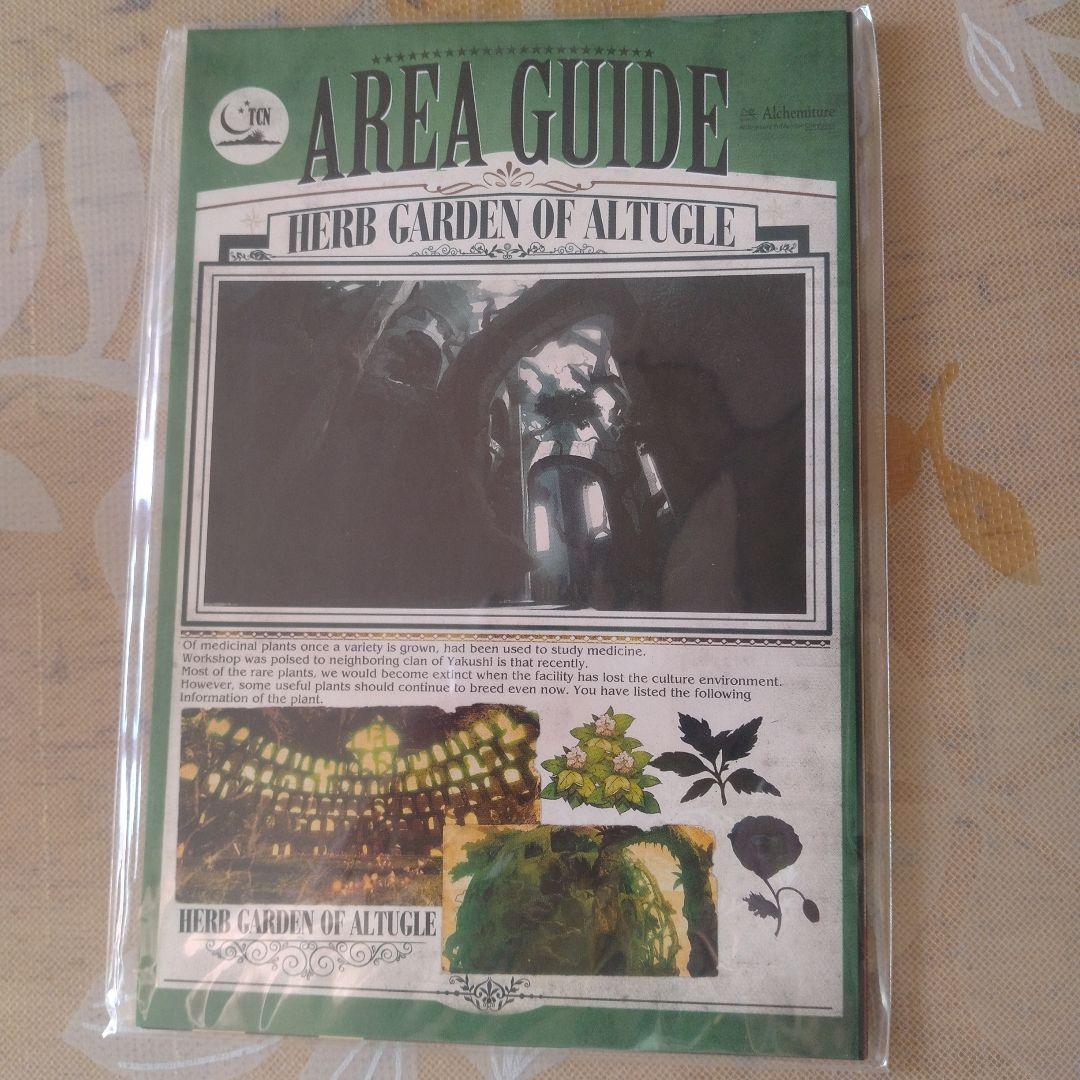 TCN
AREA GUIDE
Alchemiture
HERB GARDEN OF ALTUGLE
Of medicinal plants once a variety is grown, had been used to study medicine.
Workshop was poised to neighboring clan of Yakushi is that recently.
Most of the rare plants, we would become extinct when the facility has lost the culture environment.
However, some useful plants should continue to breed even now. You have listed the following
Information of the plant.
HERB GARDEN OF ALTUGLE